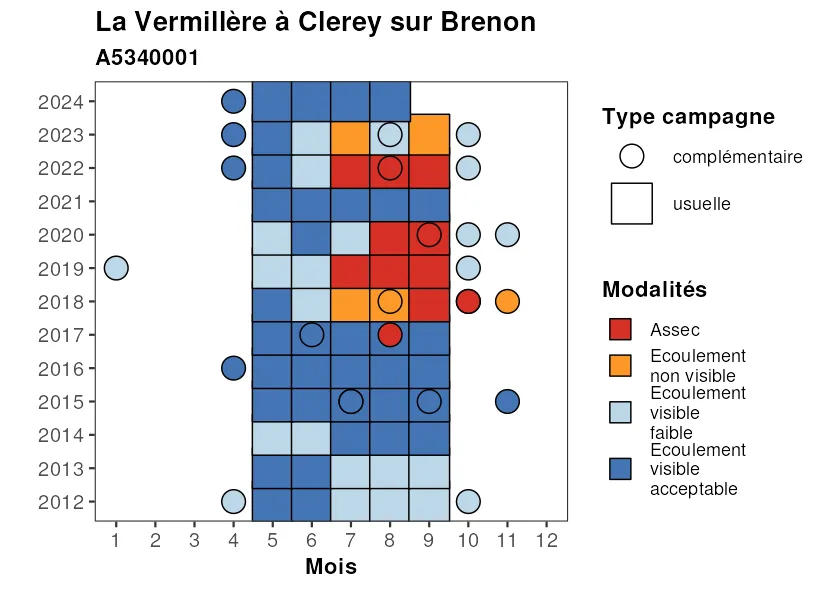 La Vermillère à Clerey sur Brenon
A5340001
2024
2023
2022
2021
2020
2019
2018
2017
2016
2015
2014
2013
2012
1 2 3 4 5 6 7 8 9 10 11 12
Mois
Type campagne
complémentaire
usuelle
Modalités
Assec
Ecoulement
non visible
Ecoulement
visible
faible
Ecoulement
visible
acceptable